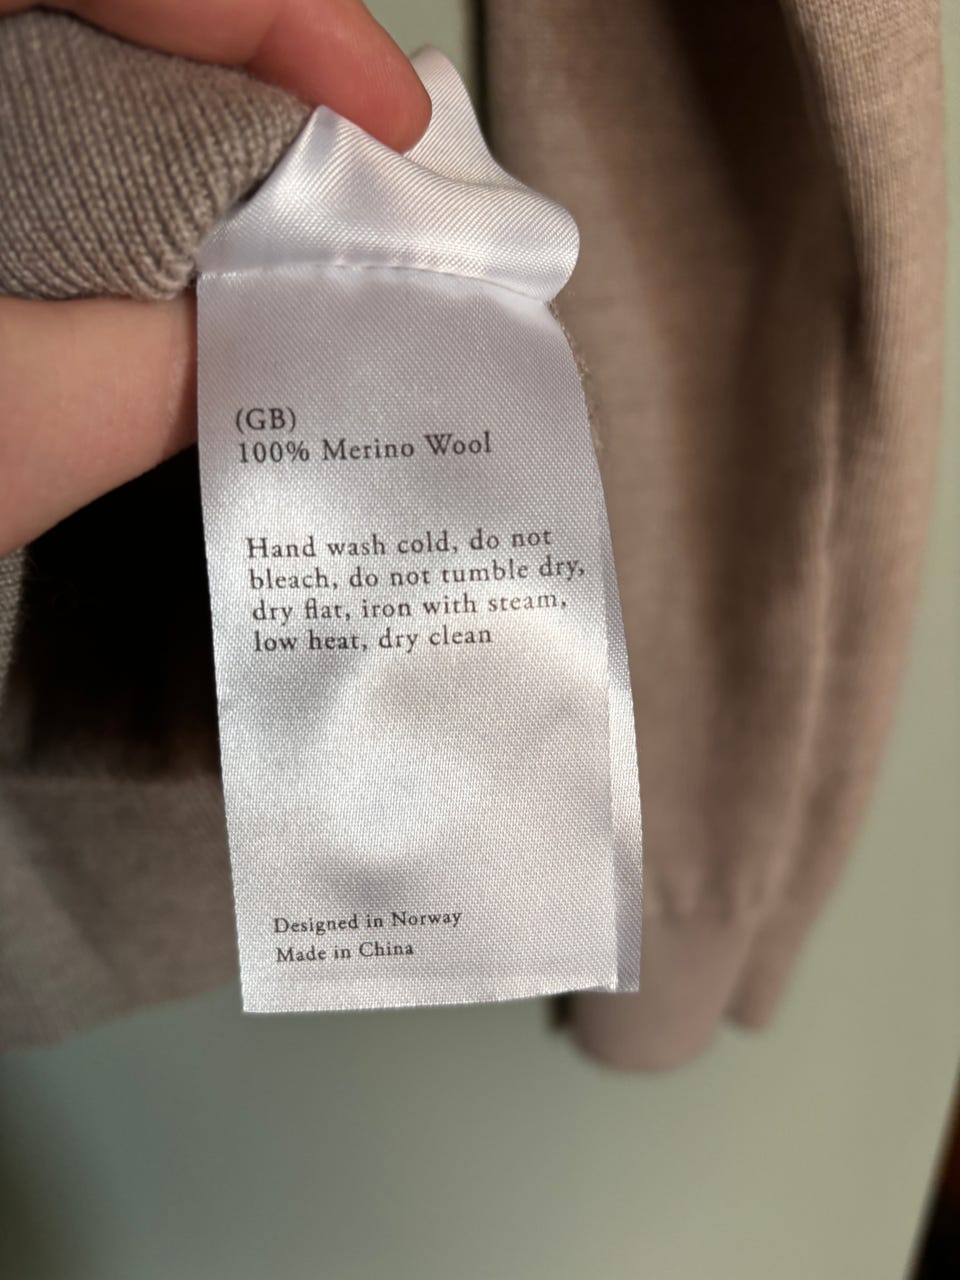 (GB)
100% Merino Wool
Hand wash cold, do not
bleach, do not tumble dry,
dry flat, iron with steam,
low heat, dry clean
Designed in Norway
Made in China